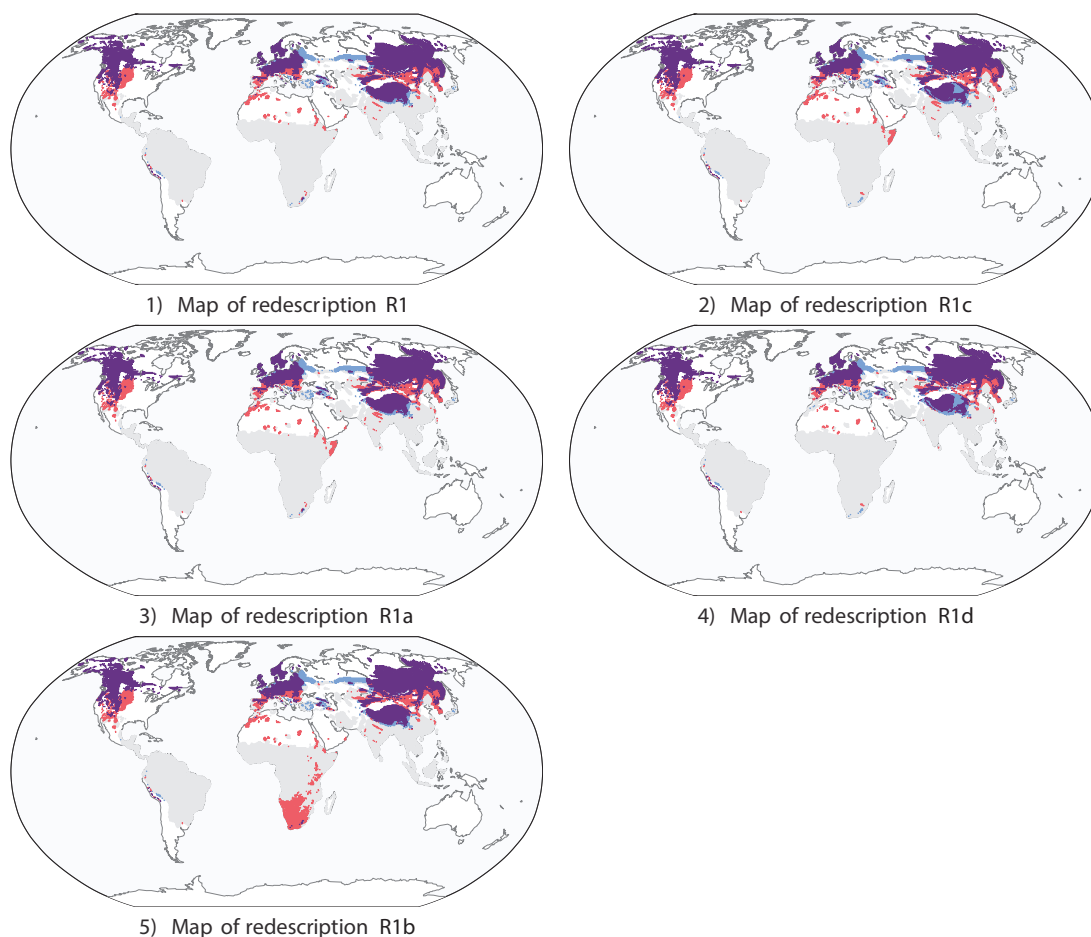 1) Map of redescription R1
2) Map of redescription R1c
3) Map of redescription R1a
4) Map of redescription R1d
5) Map of redescription R1b